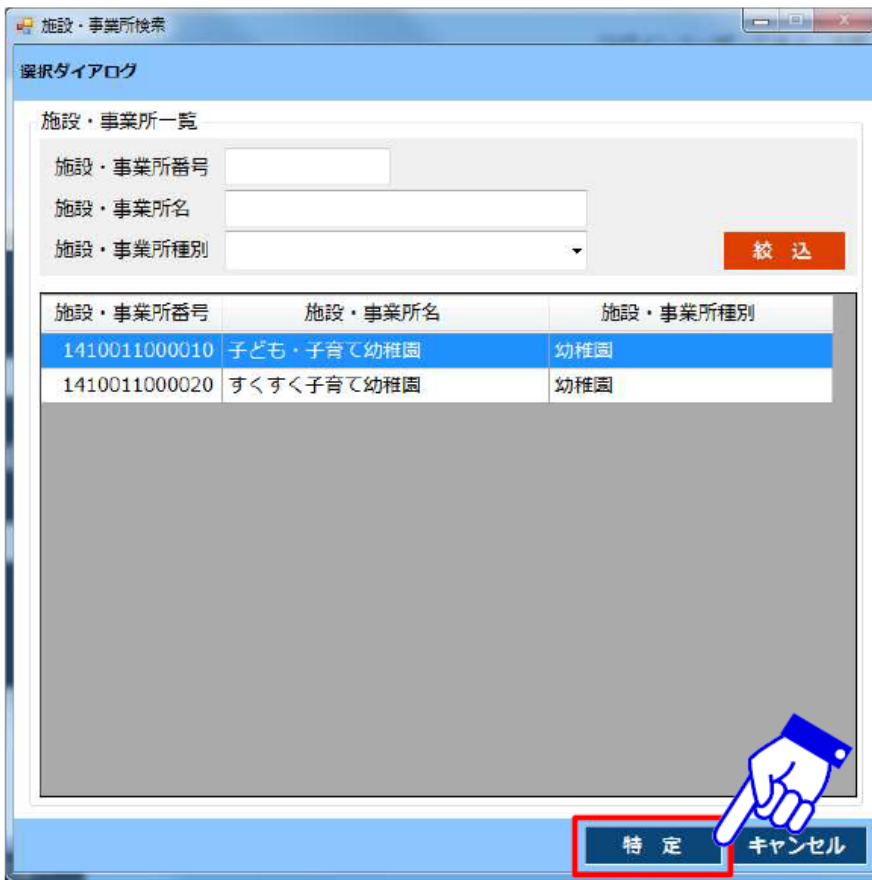 施設・事業所検索
選択ダイアログ
施設・事業所一覧
施設・事業所番号
施設・事業所名
施設・事業所種別
絞 込
施設・事業所番号 施設・事業所名 施設・事業所種別
1410011000010 子ども・子育て幼稚園 幼稚園
1410011000020 すくすく子育て幼稚園 幼稚園
特 定 キャンセル